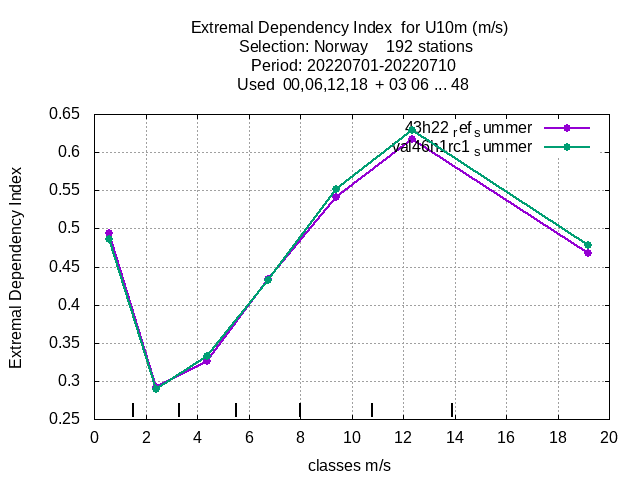 Extremal Dependency Index for U10m (m/s)
Selection: Norway 192 stations
Period: 20220701-20220710
Used 00,06,12,18 + 03 06 ... 48
0.65
0.6
0.55
0.5
0.45
0.4
0.35
0.3
0.25
Extremal Dependency Index
43h22 ref summer
val46h1rc1 summer
0 2 4 6 8 10 12 14 16 18 20
classes m/s